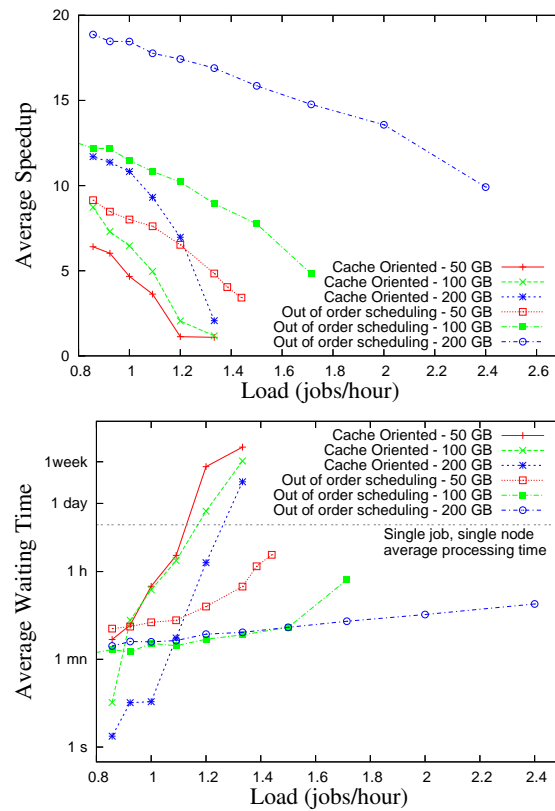 20
15
10
5
0
Average Speedup
Cache Oriented - 50 GB
Cache Oriented - 100 GB
Cache Oriented - 200 GB
Out of order scheduling - 50 GB
Out of order scheduling - 100 GB
Out of order scheduling - 200 GB
0.8 1 1.2 1.4 1.6 1.8 2 2.2 2.4 2.6
Load (jobs/hour)
1week
1 day
1 h
1 mn
1 s
Average Waiting Time
Cache Oriented - 50 GB
Cache Oriented - 100 GB
Cache Oriented - 200 GB
Out of order scheduling - 50 GB
Out of order scheduling - 100 GB
Out of order scheduling - 200 GB
Single job, single node
average processing time
0.8 1 1.2 1.4 1.6 1.8 2 2.2 2.4
Load (jobs/hour)